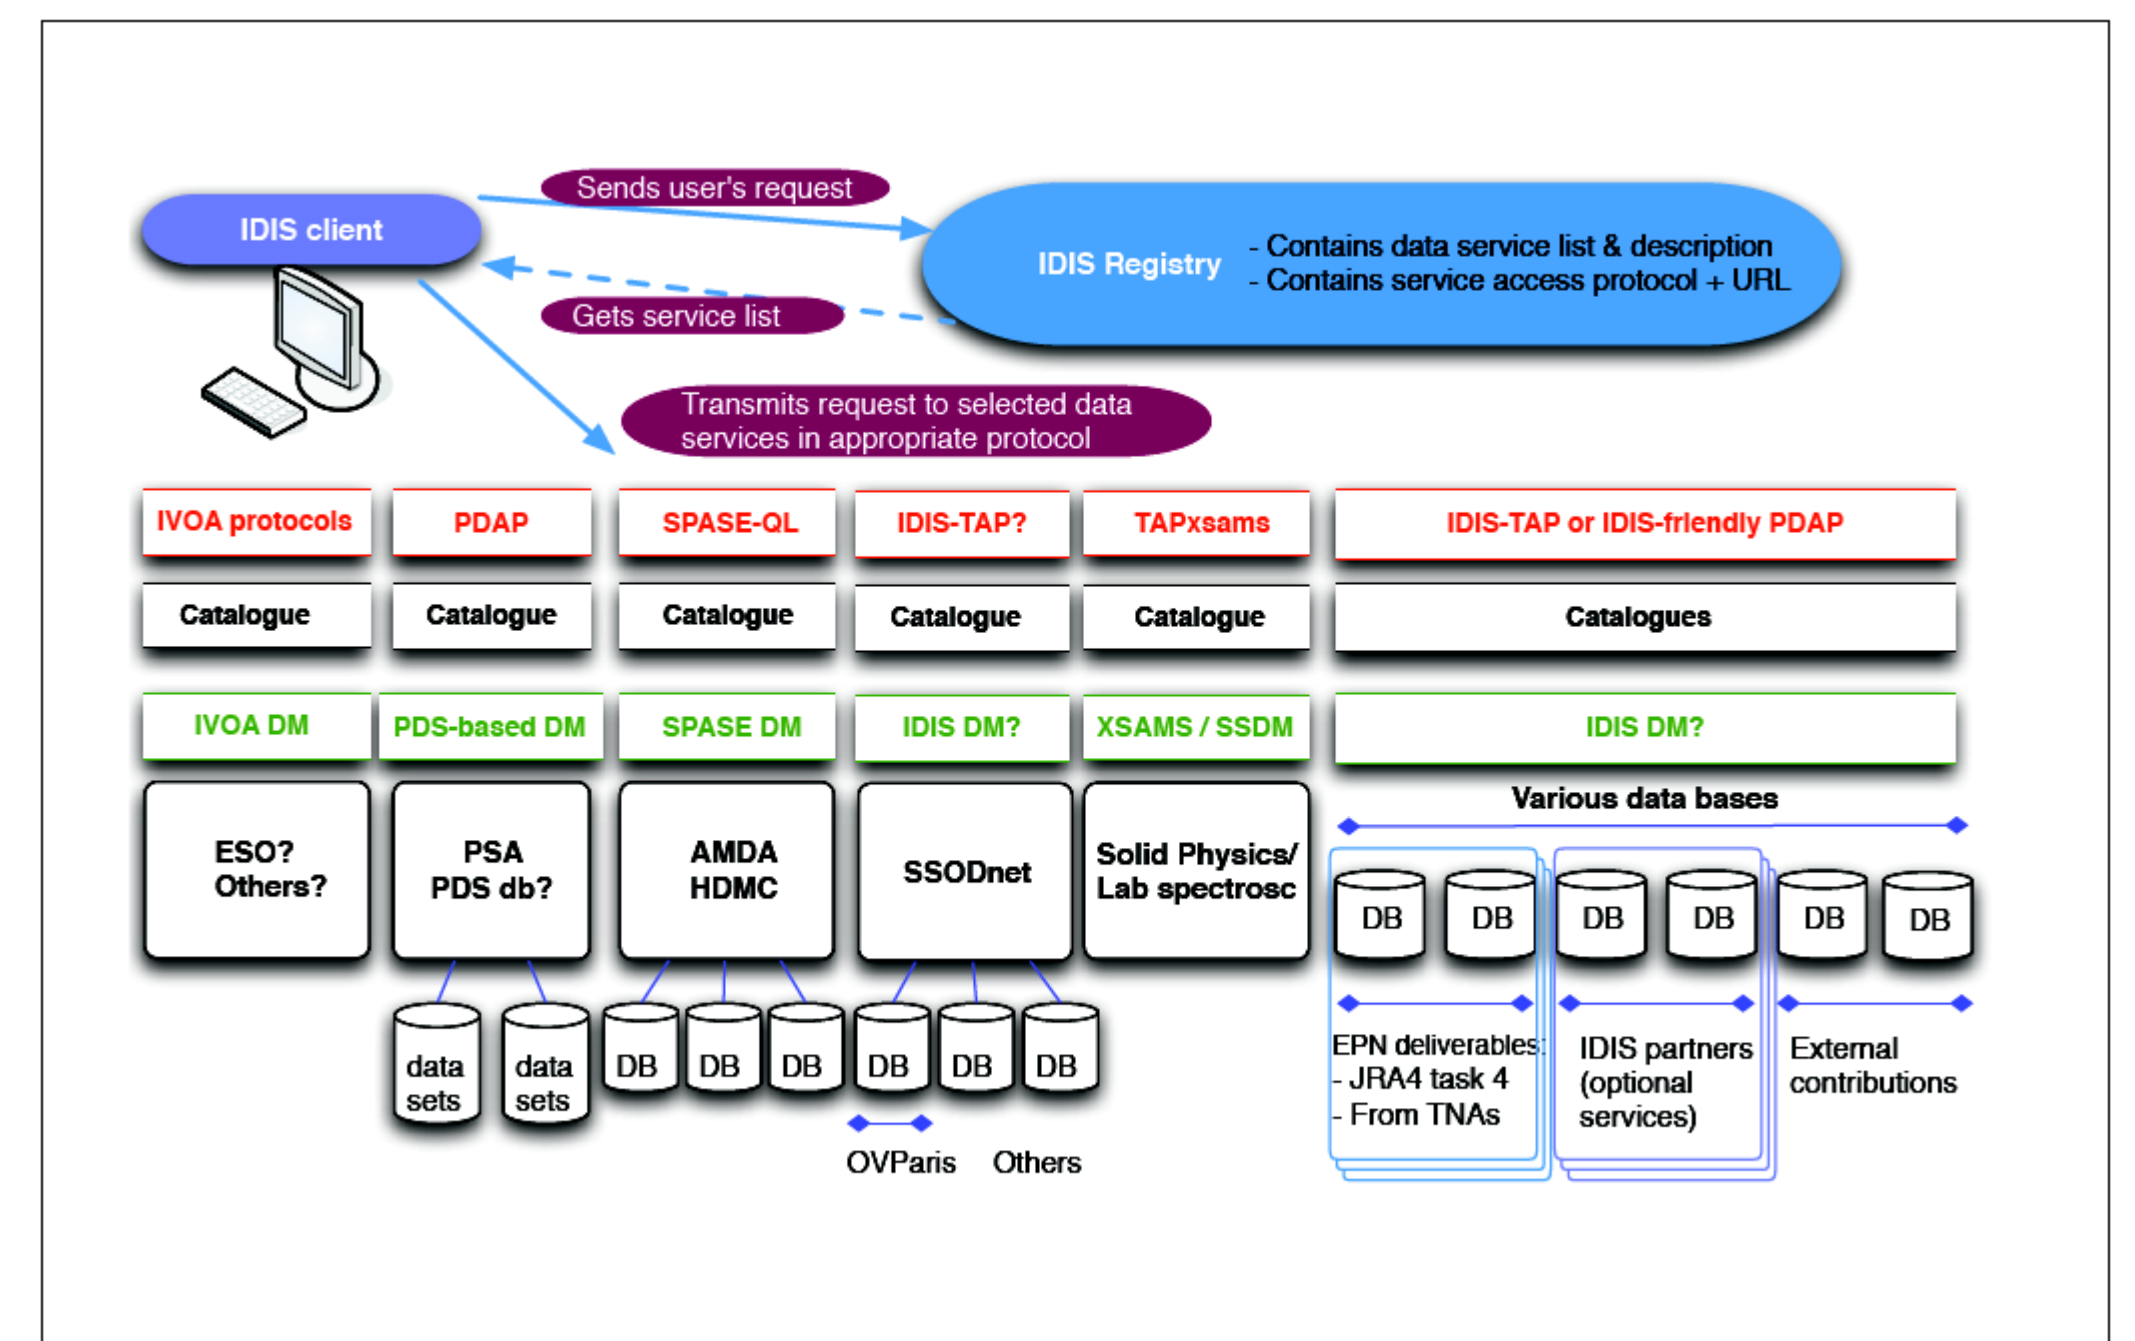 Sends user's request
IDIS client
IDIS Registry
- Contains data service list & description
- Contains service access protocol + URL
Gets service list
Transmits request to selected data
services in appropriate protocol
IVOA protocols
PDAP
SPASE-QL
IDIS-TAP?
TAPxsams
IDIS-TAP or IDIS-friendly PDAP
Catalogue
Catalogue
Catalogue
Catalogue
Catalogue
Catalogues
IVOA DM
PDS-based DM
SPASE DM
IDIS DM?
XSAMS / SSDM
IDIS DM?
ESO?
Others?
PSA
PDS db?
AMDA
HDMC
SSODnet
Solid Physics/
Lab spectrosc
Various data bases
DB
DB
DB
DB
DB
DB
data
sets
data
sets
DB
DB
DB
DB
DB
DB
OVParis
Others
EPN deliverables:
- JRA4 task 4
- From TNAs
IDIS partners
(optional
services)
External
contributions